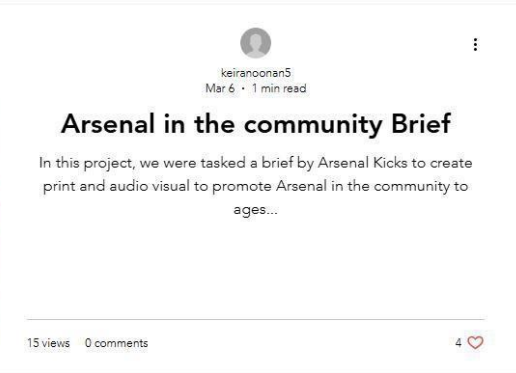 keiranoonan5
Mar 6 · 1 min read
Arsenal in the community Brief
In this project, we were tasked a brief by Arsenal Kicks to create
print and audio visual to promote Arsenal in the community to
ages...
15 views 0 comments 4